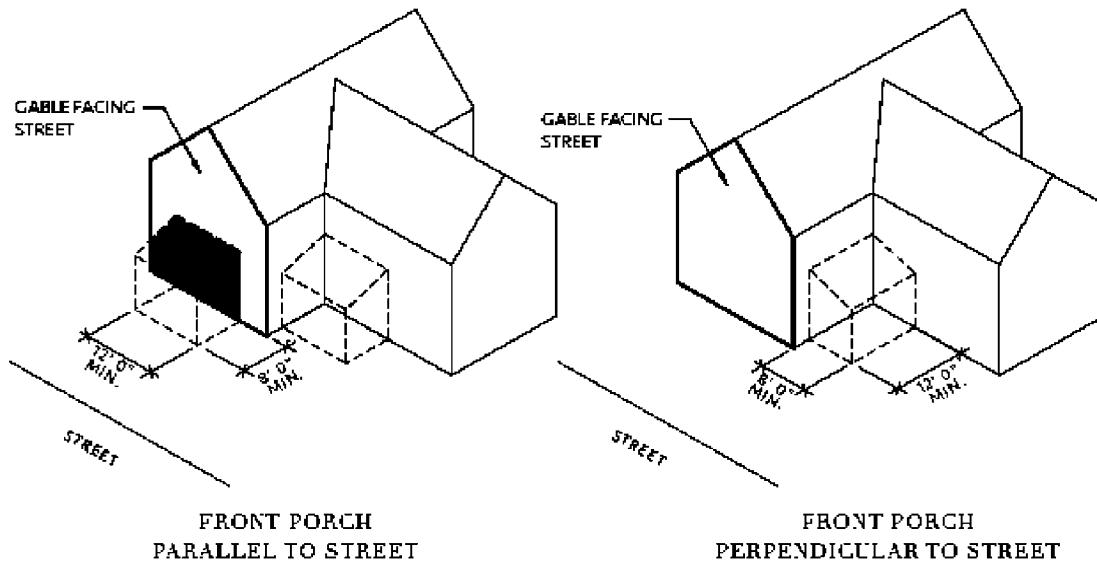 GABLE FACING
STREET
12'-0"
MIN.
8'-0"
MIN.
STREET
FRONT PORCH
PARALLEL TO STREET
GABLE FACING
STREET
8'-0"
MIN.
12'-0"
MIN.
STREET
FRONT PORCH
PERPENDICULAR TO STREET